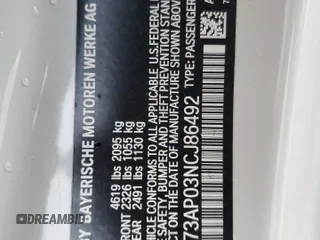 BY BAYERISCHE MOTOREN WERKE AG
4619 lbs 2095 kg
FRONT 2326 lbs 1055 kg
REAR 2491 lbs 1130 kg
VEHICLE CONFORMS TO ALL APPLICABLE U.S. FEDERAL
SAFETY, BUMPER, AND THEFT PREVENTION STANDARDS
73AP03NCJ86492
TYPE: PASSENGER
DREAMBID